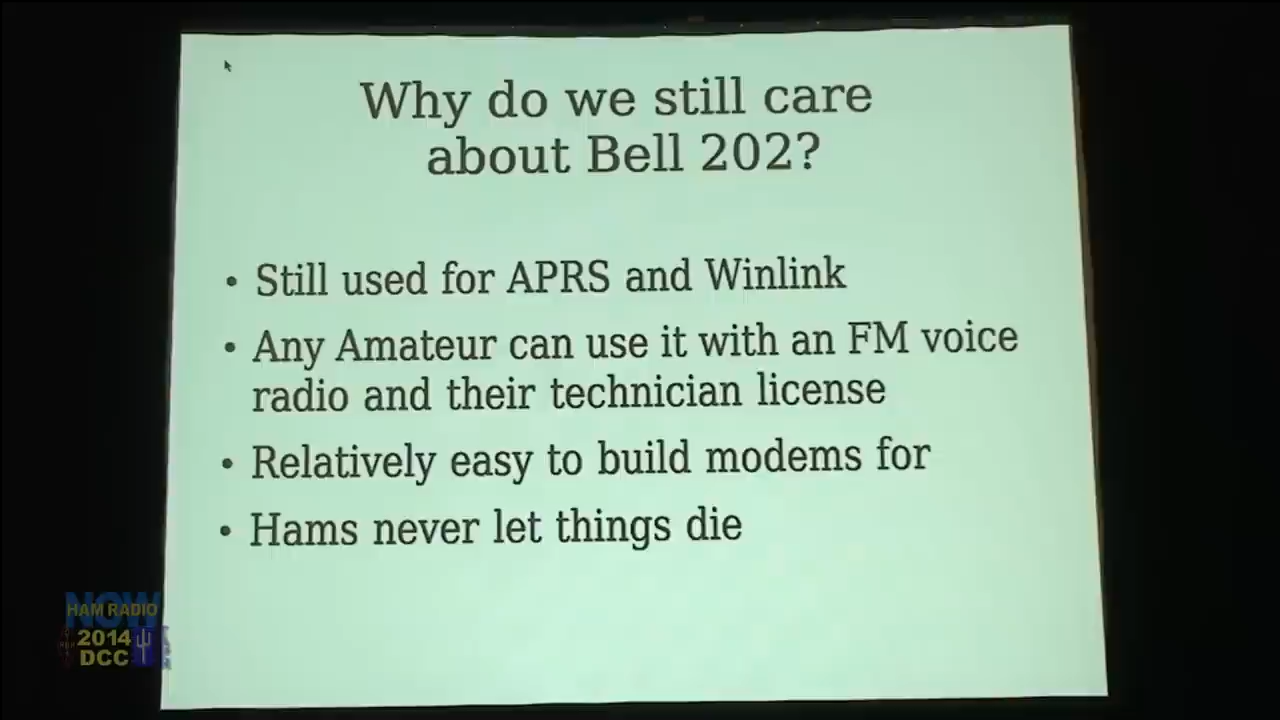 Why do we still care
about Bell 202?
• Still used for APRS and Winlink
• Any Amateur can use it with an FM voice
radio and their technician license
• Relatively easy to build modems for
• Hams never let things die
NOW
HAM RADIO
2014
DCC